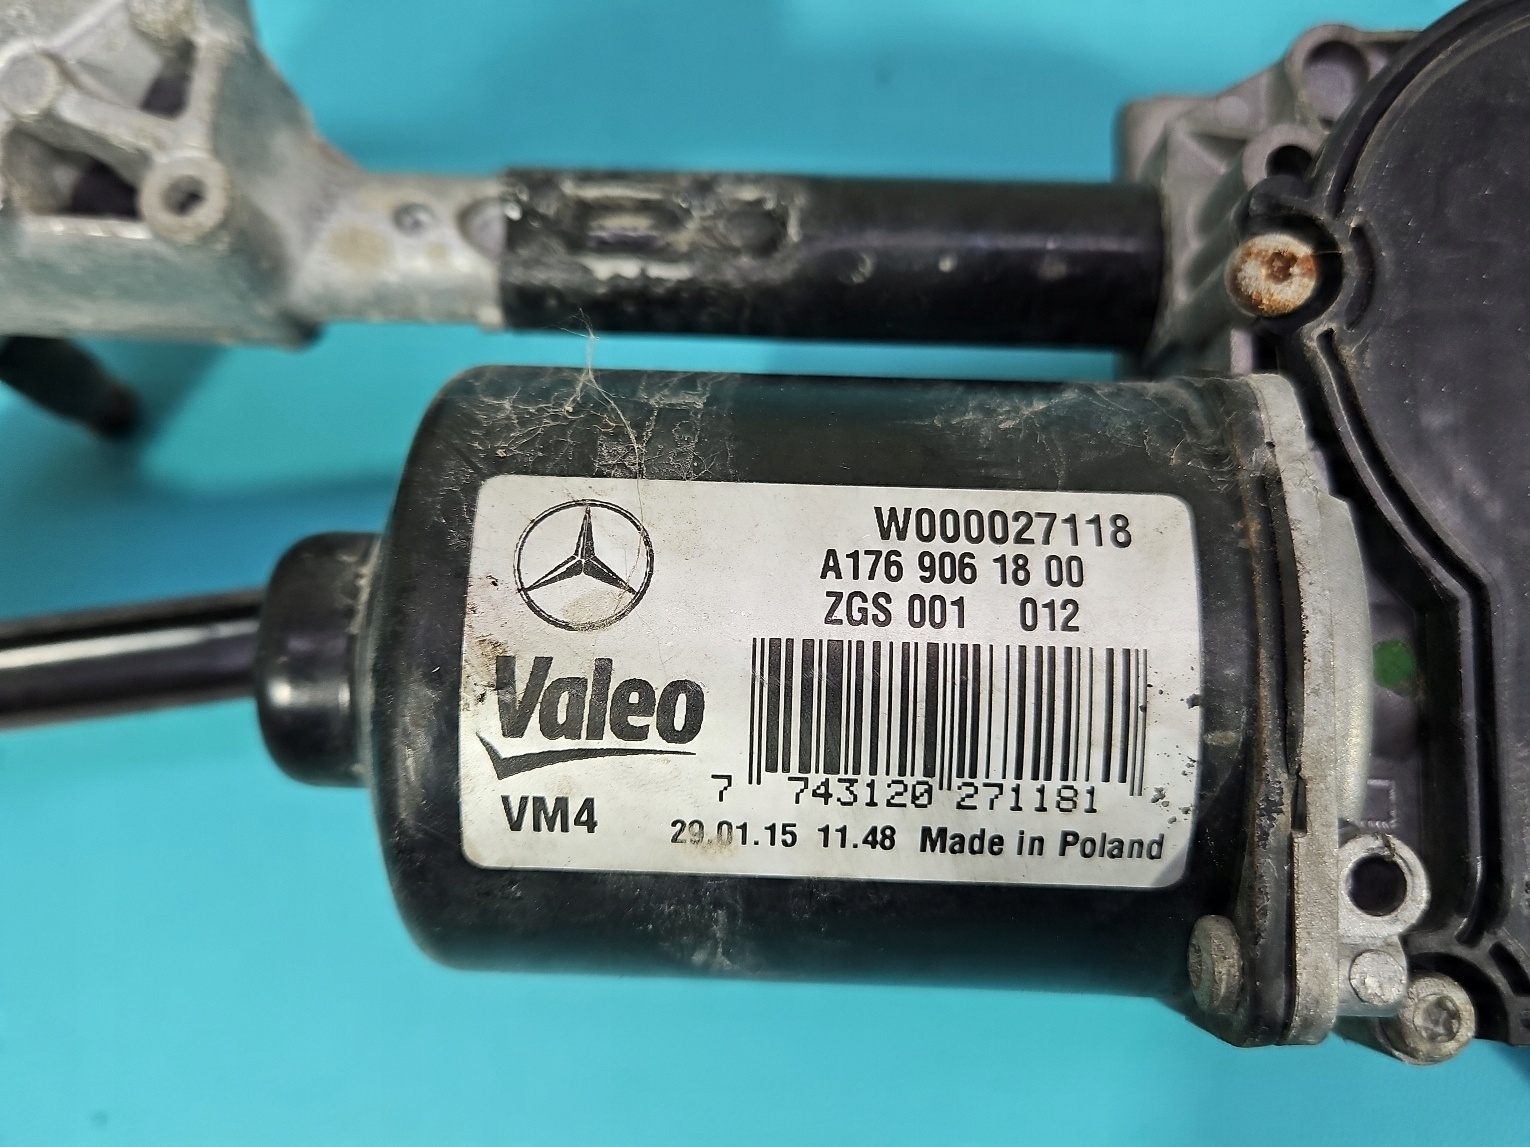 W000027118
A176 906 18 00
ZGS 001 012
Valeo
7 743120 271181
VM4
29.01.15 11.48 Made in Poland